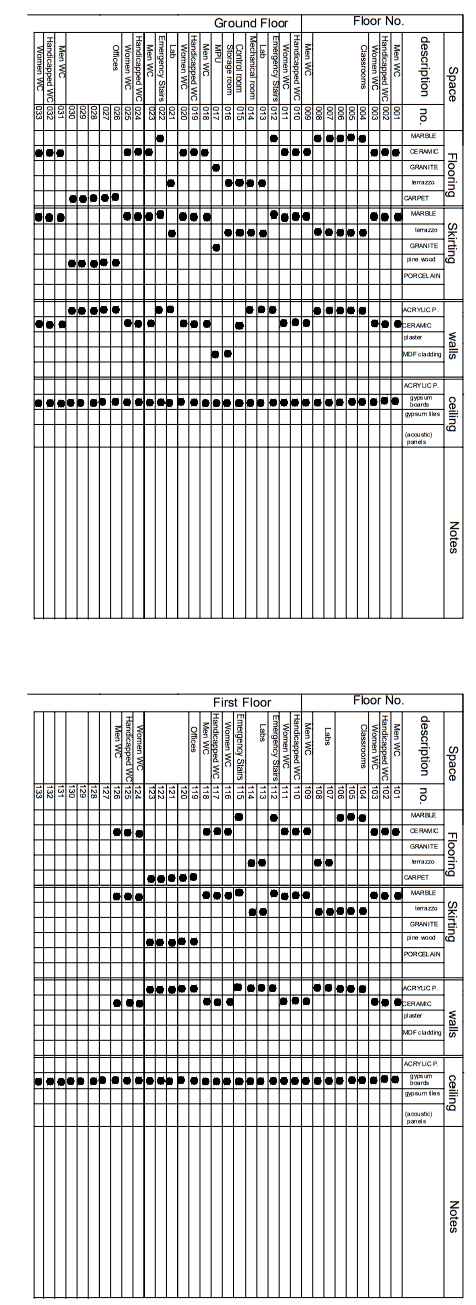 Floor No.
Ground Floor
Space
description no.
Men WC 001
Handicapped WC 002
Women WC 003
Classrooms 004
005
006
007
008
Men WC 009
Handicapped WC 010
Women WC 011
Emergency Stairs 012
Lab 013
Mechanical room 014
Control room 015
Storage room 016
MPU 017
Men WC 018
Handicapped WC 019
Women WC 020
Lab 021
Emergency Stairs 022
Men WC 023
Handicapped WC 024
Women WC 025
Offices 026
027
028
029
030
Men WC 031
Handicapped WC 032
Women WC 033
Flooring
MARBLE
CERAMIC
GRANITE
terrazzo
CARPET
Skirting
MARBLE
terrazzo
GRANITE
pine wood
PORCELAIN
walls
ACRYLIC P.
CERAMIC
plaster
MDF cladding
ceiling
ACRYLIC P.
gypsum
boards
gypsum tiles
(acoustic)
panels
Notes
Floor No.
First Floor
Space
description no.
Men WC 101
Handicapped WC 102
Women WC 103
Classrooms 104
105
106
Labs 107
108
Men WC 109
Handicapped WC 110
Women WC 111
Emergency Stairs 112
Labs 113
114
Emergency Stairs 115
Women WC 116
Handicapped WC 117
Men WC 118
Offices 119
120
121
122
123
Women WC 124
Handicapped WC 125
Men WC 126
127
128
129
130
131
132
133
Flooring
MARBLE
CERAMIC
GRANITE
terrazzo
CARPET
Skirting
MARBLE
terrazzo
GRANITE
pine wood
PORCELAIN
walls
ACRYLIC P.
CERAMIC
plaster
MDF cladding
ceiling
ACRYLIC P.
gypsum
boards
gypsum tiles
(acoustic)
panels
Notes